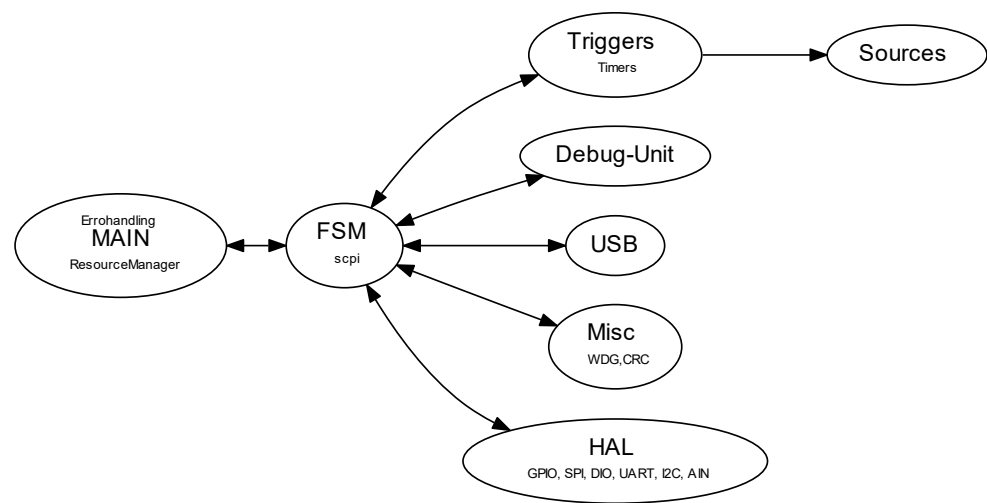 Triggers
Timers
Sources
Debug-Unit
Errohandling
MAIN
ResourceManager
FSM
scpi
USB
Misc
WDG,CRC
HAL
GPIO, SPI, DIO, UART, I2C, AIN